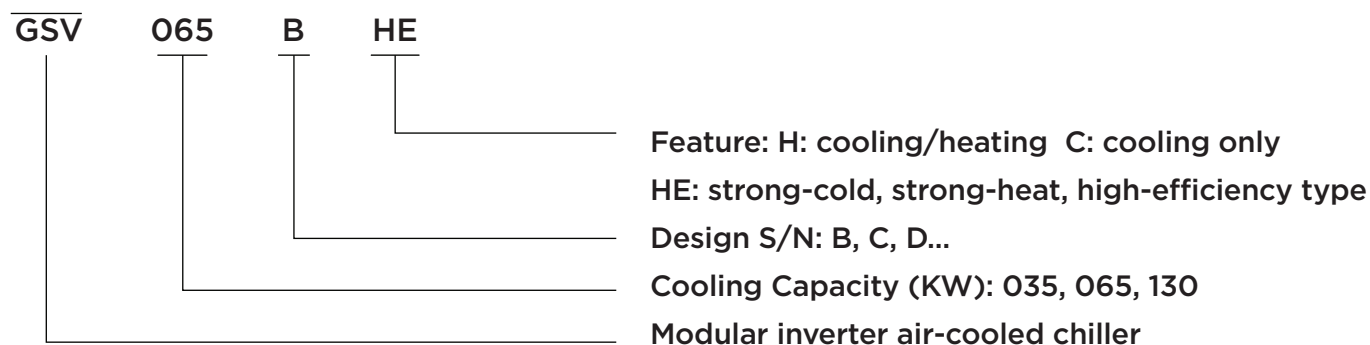 GSV 065 B HE
Feature: H: cooling/heating C: cooling only
HE: strong-cold, strong-heat, high-efficiency type
Design S/N: B, C, D...
Cooling Capacity (KW): 035, 065, 130
Modular inverter air-cooled chiller